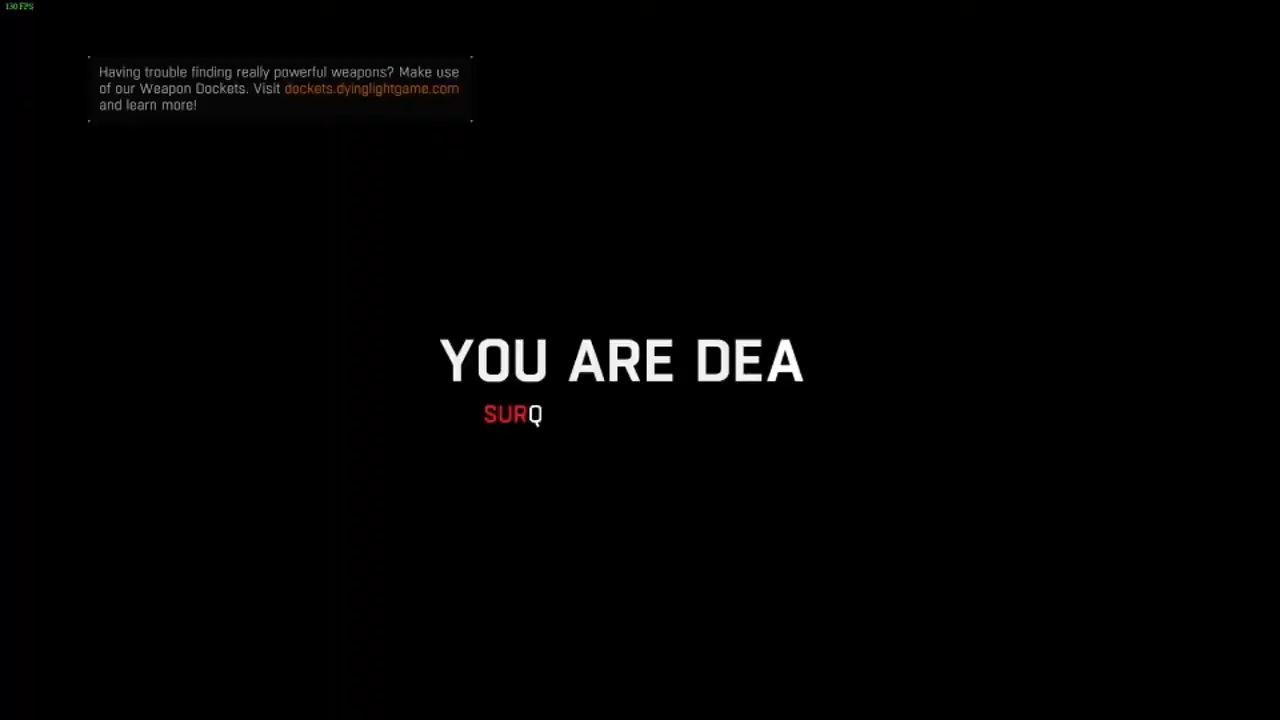 130 FPS
Having trouble finding really powerful weapons? Make use
of our Weapon Dockets. Visit dockets.dyinglightgame.com
and learn more!
YOU ARE DEA
SURQ